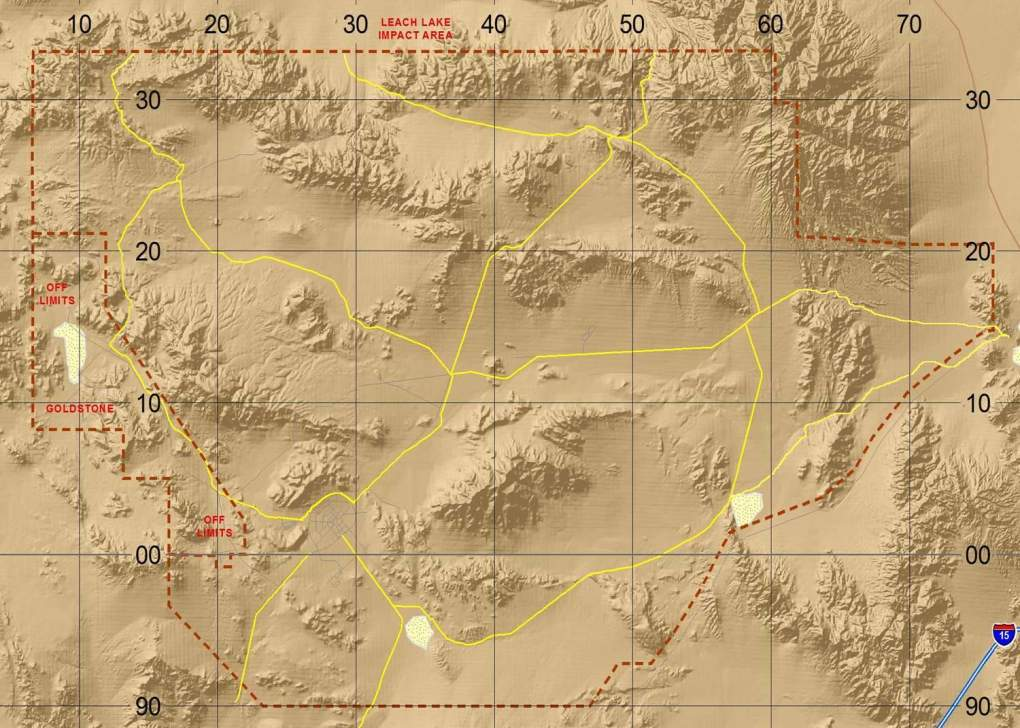 10 20 30 40 50 60 70
LEACH LAKE
IMPACT AREA
30 30
20 20
OFF
LIMITS
10 10
GOLDSTONE
OFF
LIMITS
00 00
15
90 90